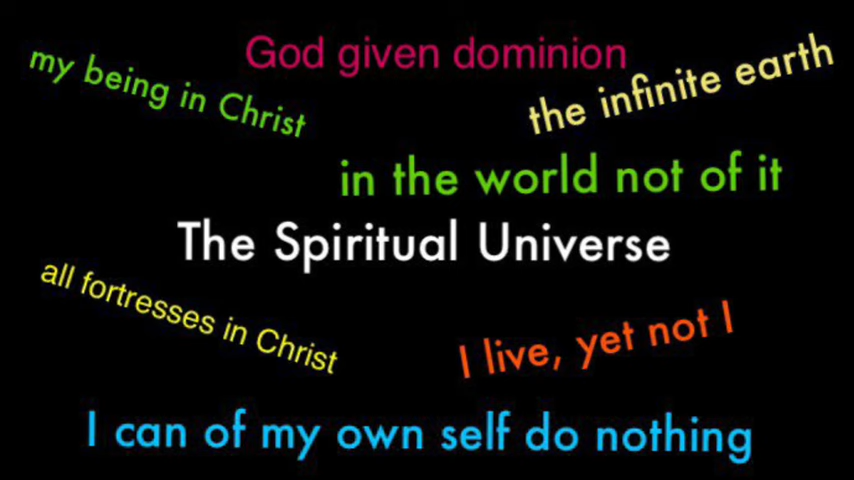 God given dominion
my being in Christ
the infinite earth
in the world not of it
The Spiritual Universe
all fortresses in Christ
I live, yet not I
I can of my own self do nothing